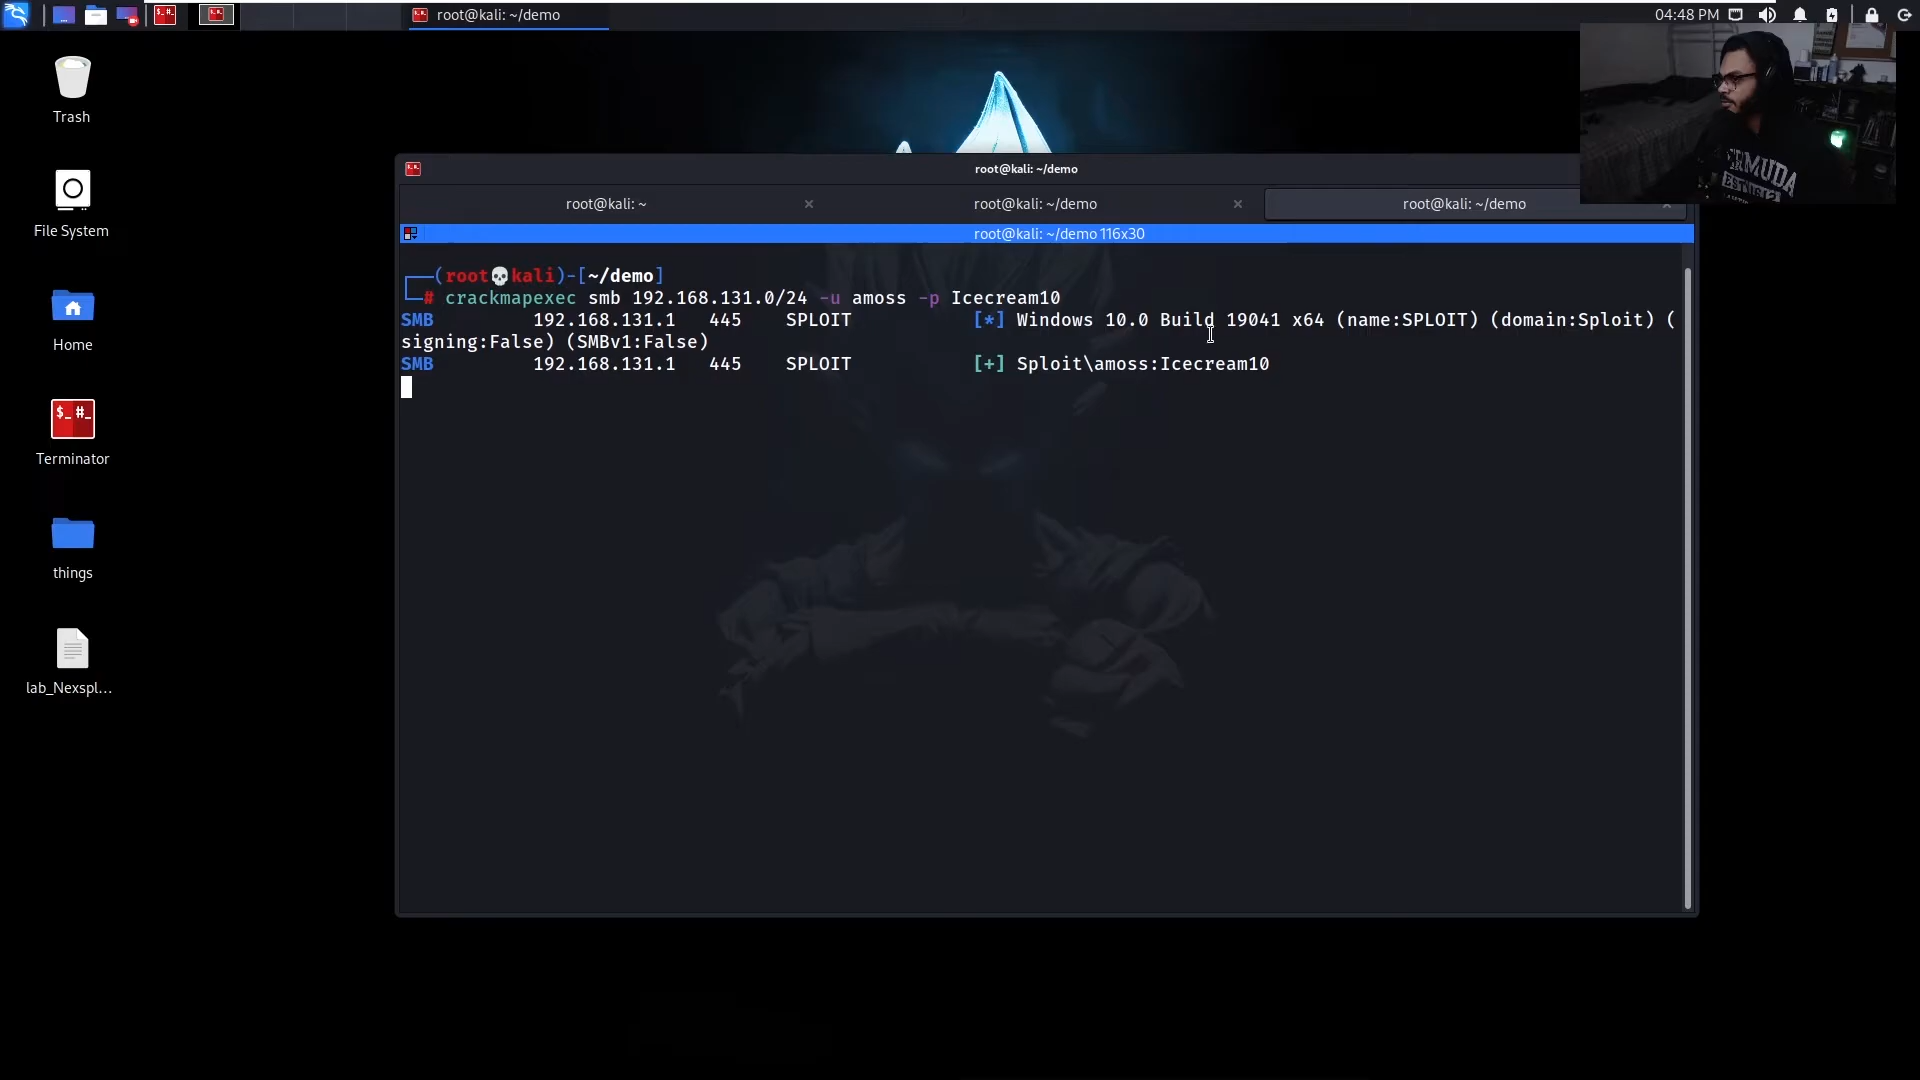 root@kali: ~/demo
04:48 PM
Trash
File System
Home
Terminator
things
lab_Nexspl...
root@kali: ~/demo
root@kali: ~
root@kali: ~/demo
root@kali: ~/demo
root@kali: ~/demo 116x30
(root💀kali)-[~/demo]
# crackmapexec smb 192.168.131.0/24 -u amoss -p Icecream10
SMB 192.168.131.1 445 SPLOIT [*] Windows 10.0 Build 19041 x64 (name:SPLOIT) (domain:Sploit) (
signing:False) (SMBv1:False)
SMB 192.168.131.1 445 SPLOIT [+] Sploit\amoss:Icecream10